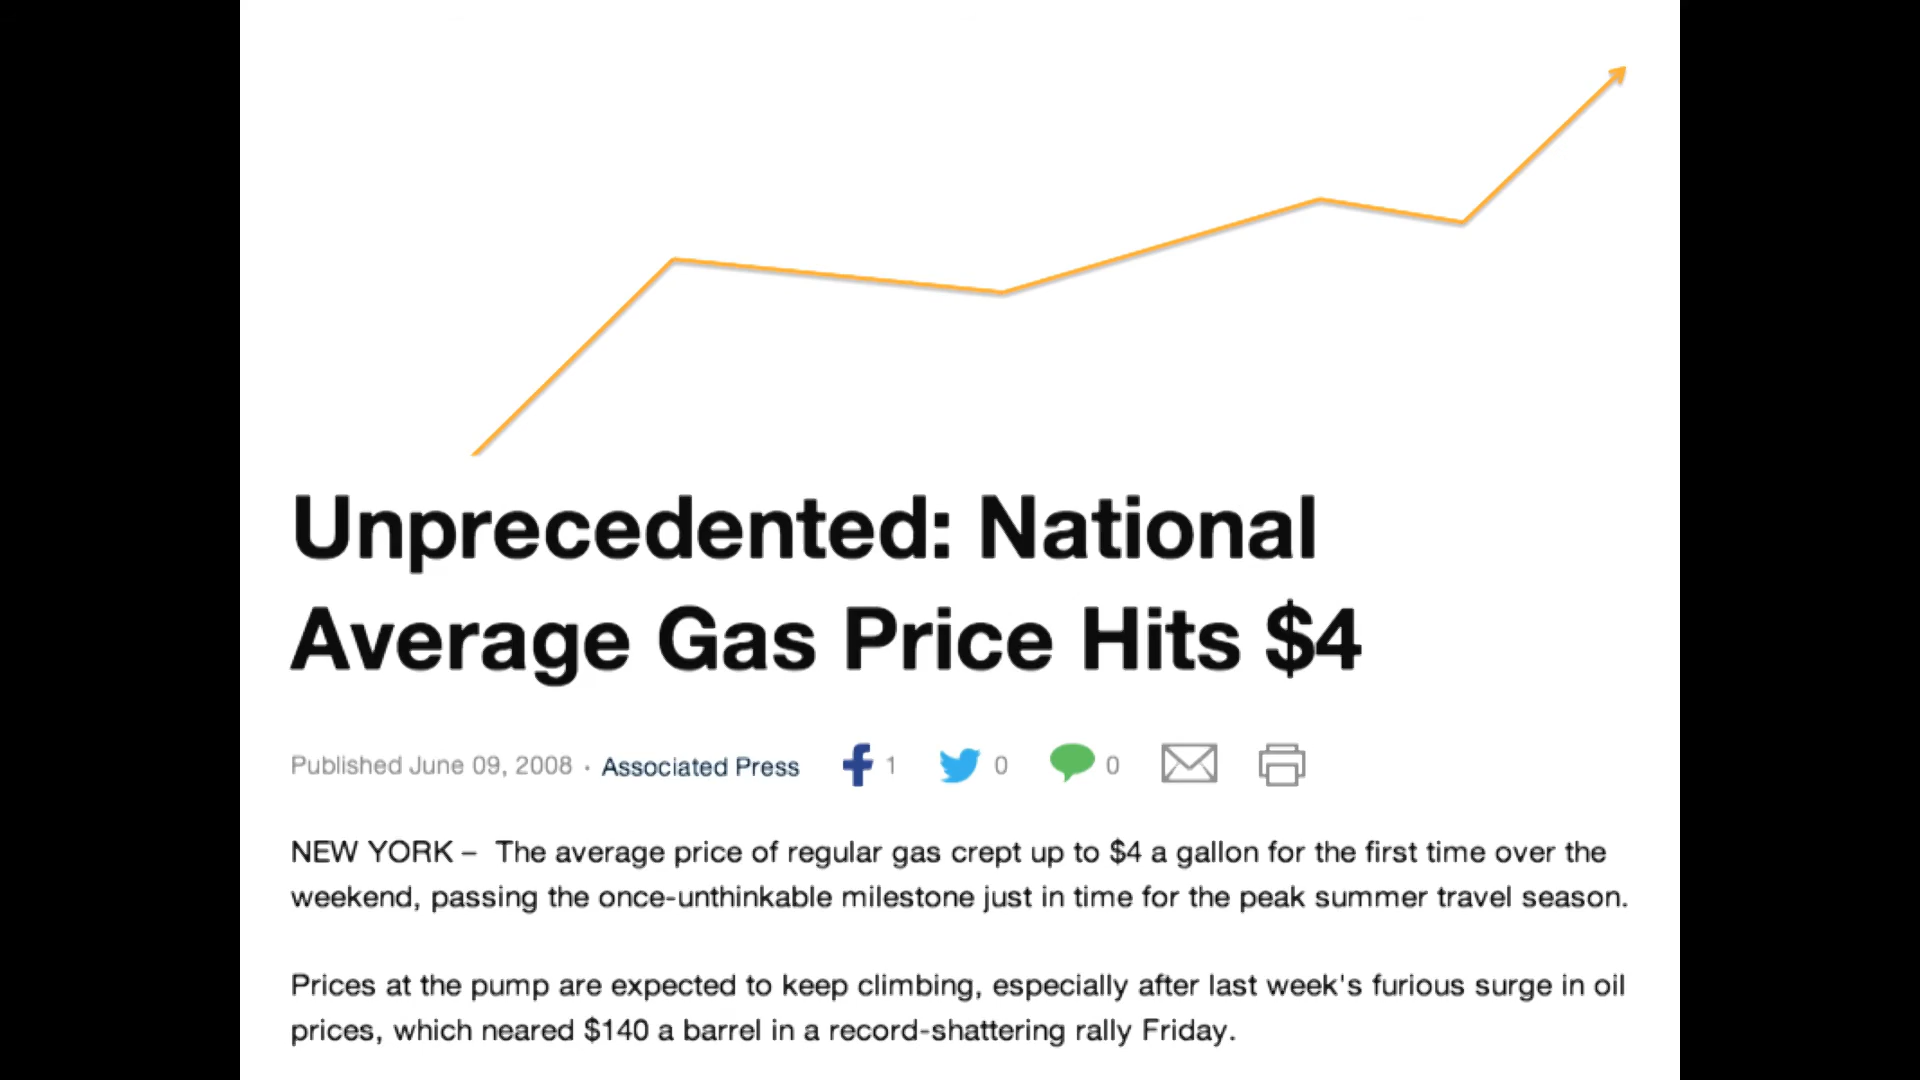 Unprecedented: National
Average Gas Price Hits $4
Published June 09, 2008 · Associated Press 1 0 0
NEW YORK – The average price of regular gas crept up to $4 a gallon for the first time over the
weekend, passing the once-unthinkable milestone just in time for the peak summer travel season.
Prices at the pump are expected to keep climbing, especially after last week's furious surge in oil
prices, which neared $140 a barrel in a record-shattering rally Friday.